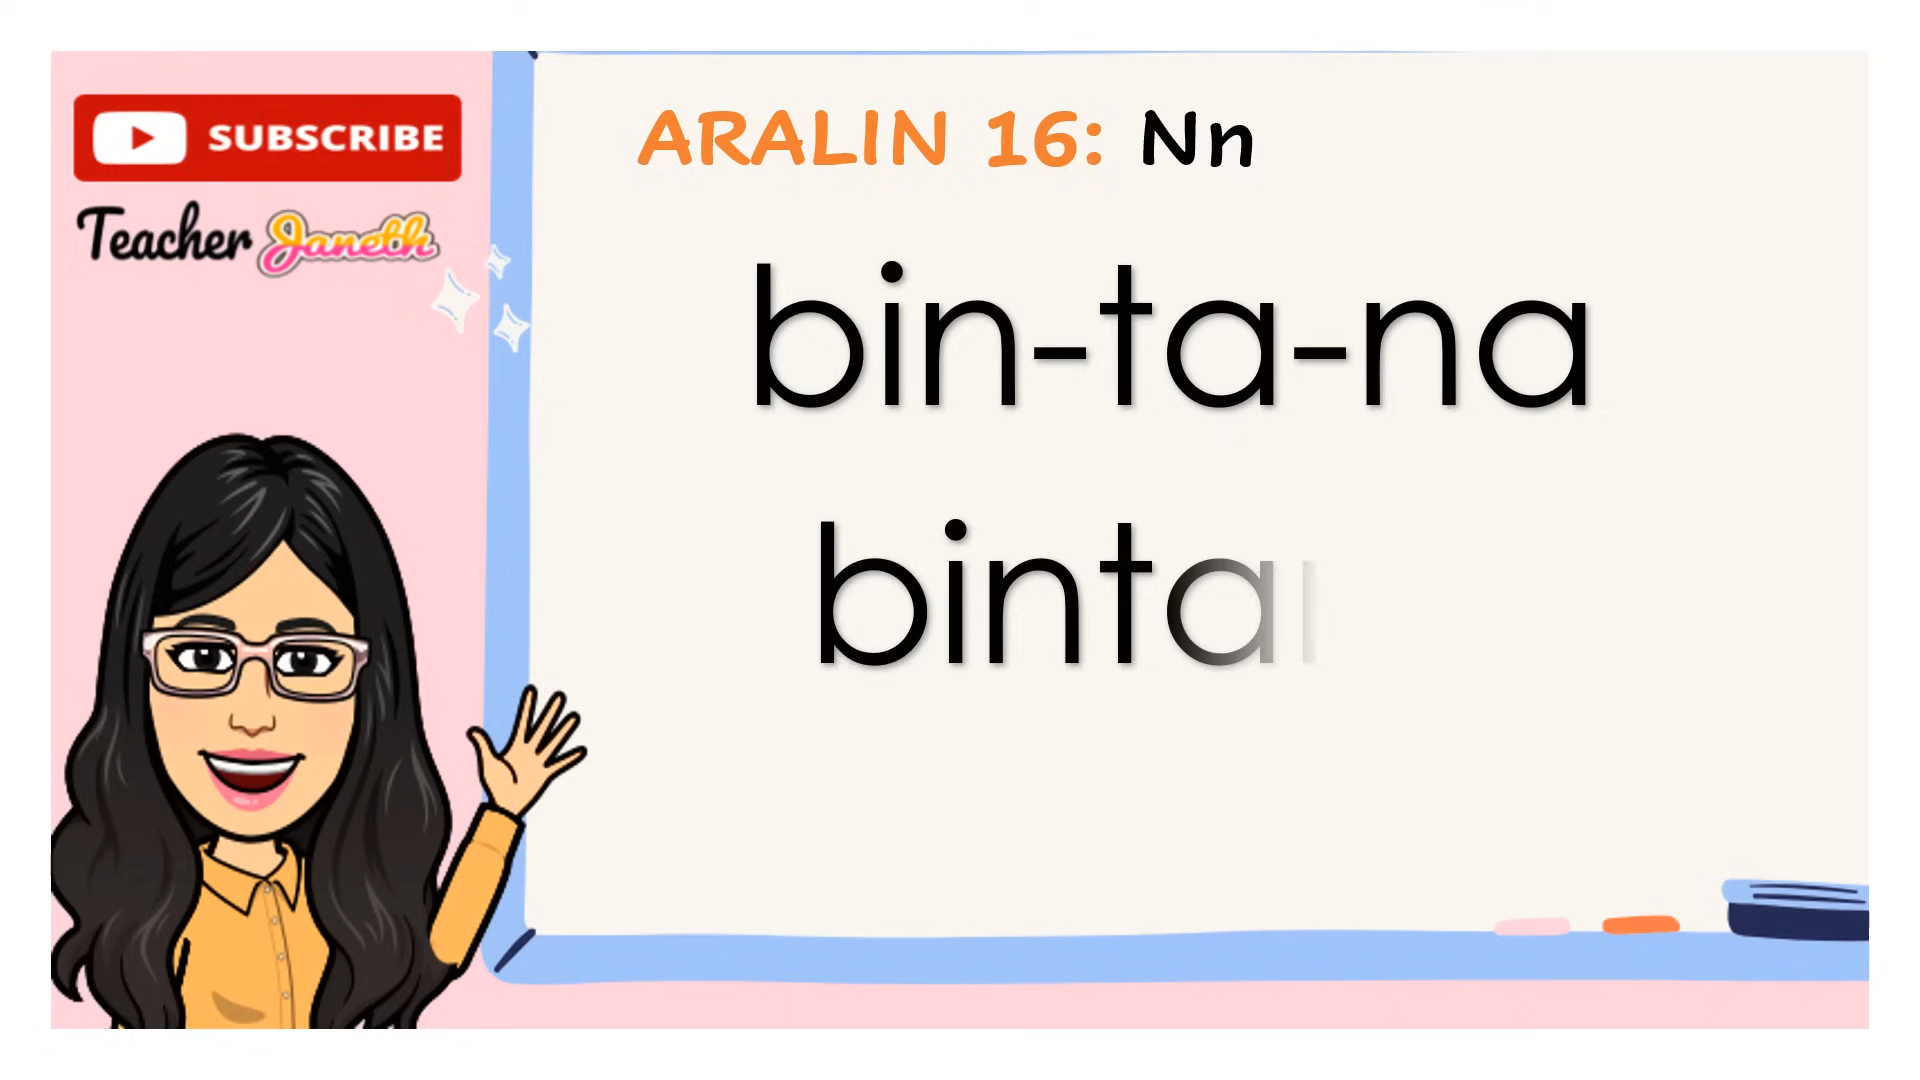 SUBSCRIBE
Teacher Janeth
ARALIN 16: Nn
bin-ta-na
binta